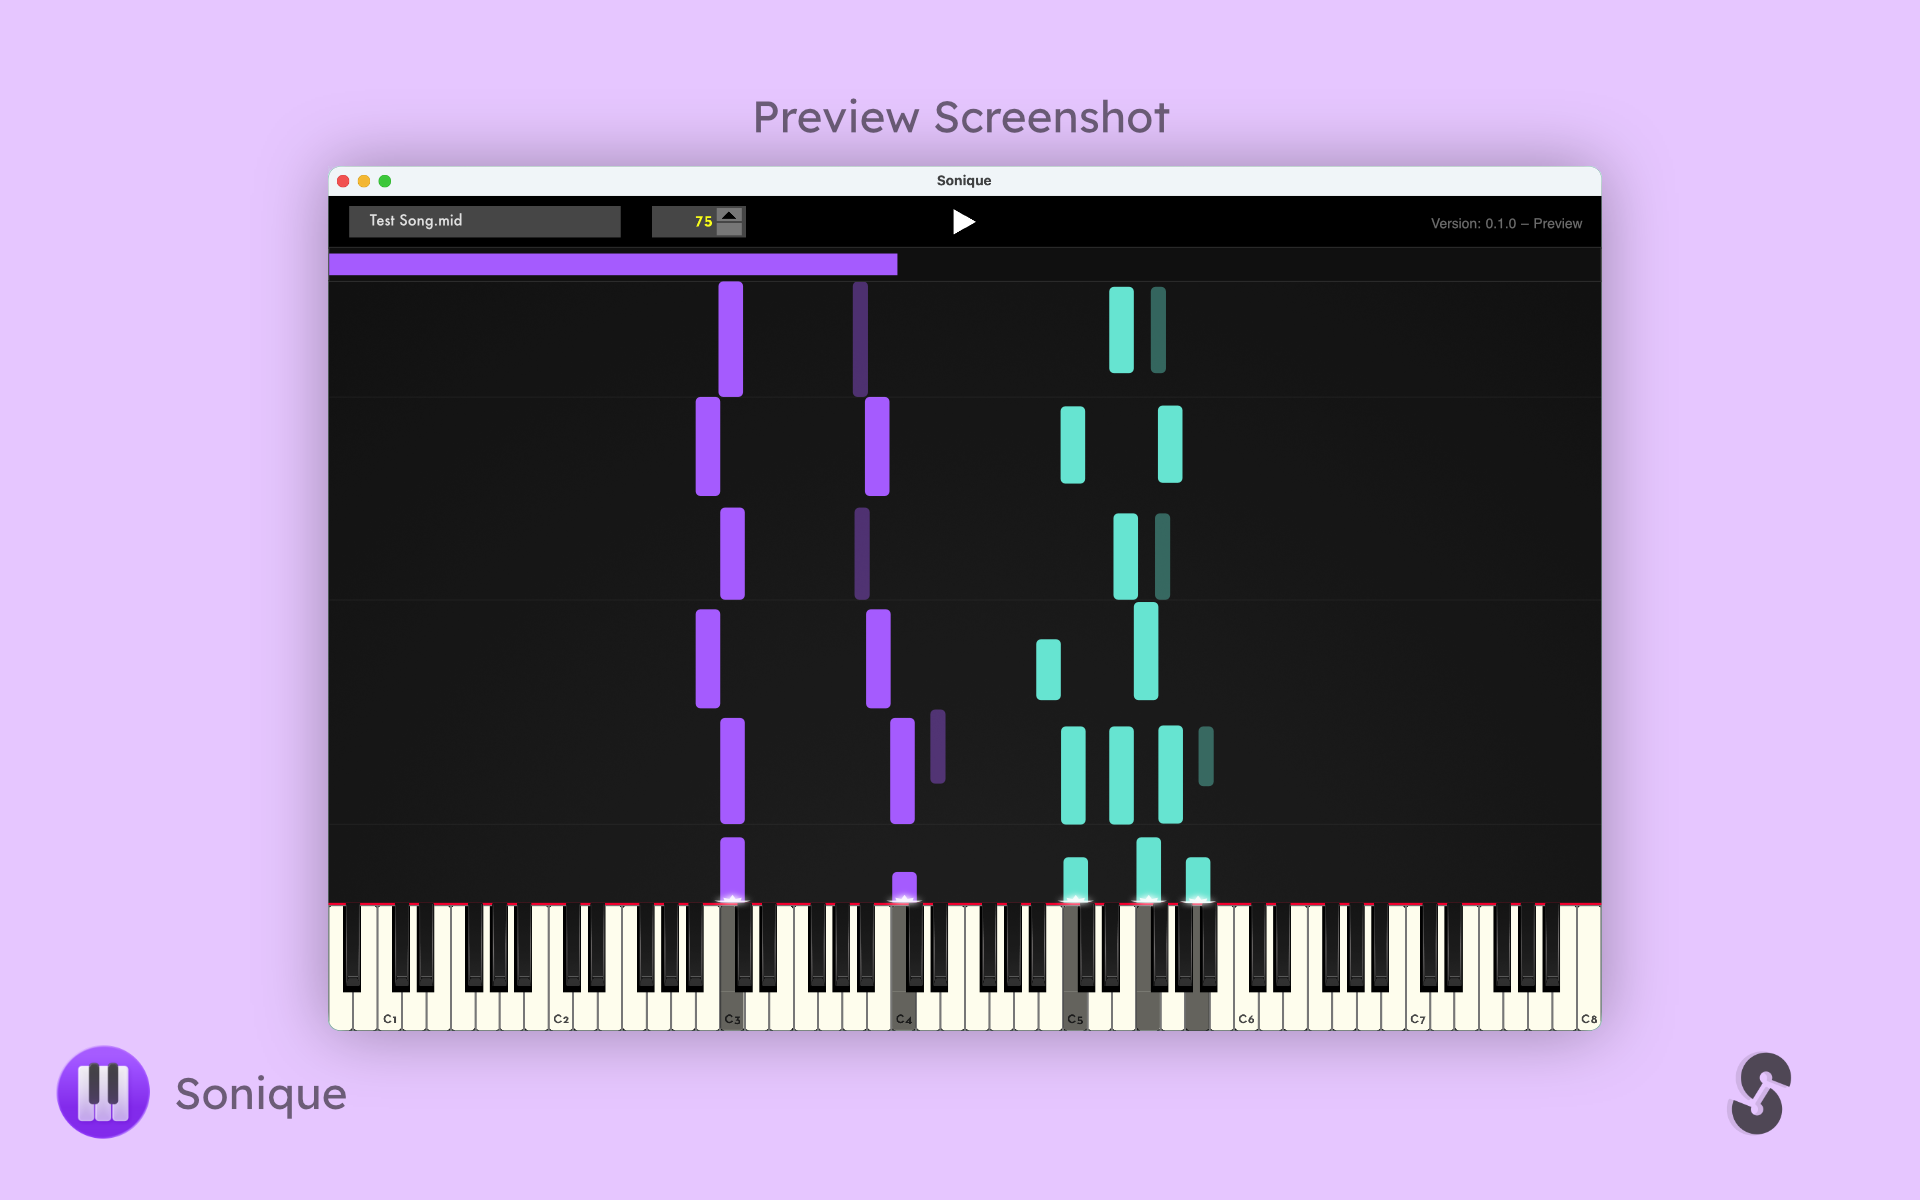 Preview Screenshot
Sonique
Test Song.mid
75
Version: 0.1.0 – Preview
C1 C2 C3 C4 C5 C6 C7 C8
Sonique